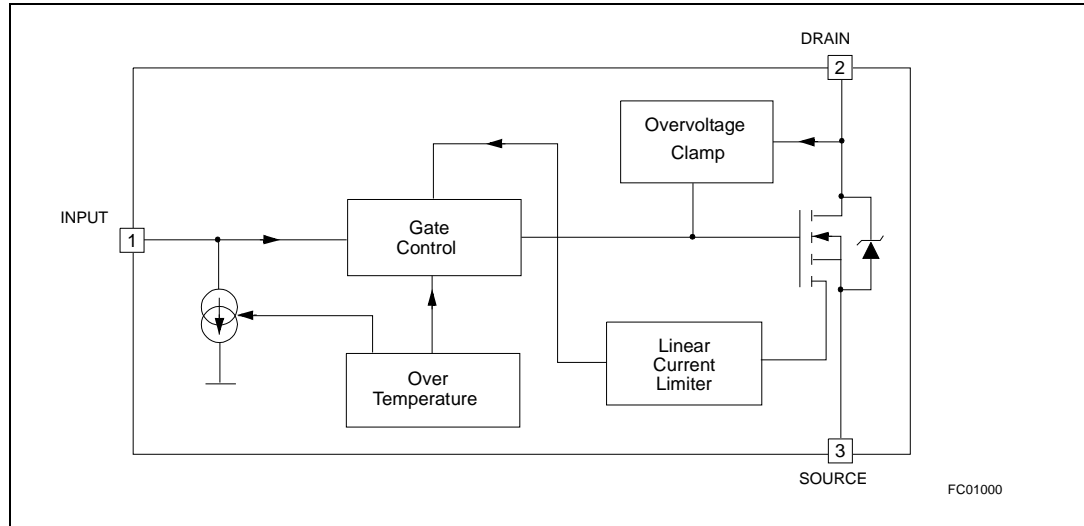 DRAIN
2
Overvoltage
Clamp
INPUT
1
Gate
Control
Linear
Current
Limiter
Over
Temperature
3
SOURCE
FC01000